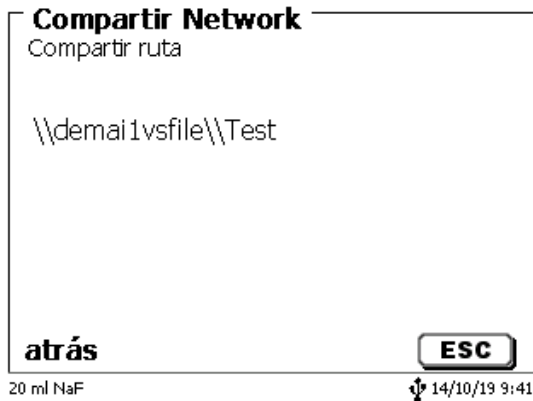 Compartir Network
Compartir ruta
\\demai1vsfile\\Test
atrás ESC
20 ml NaF 14/10/19 9:41